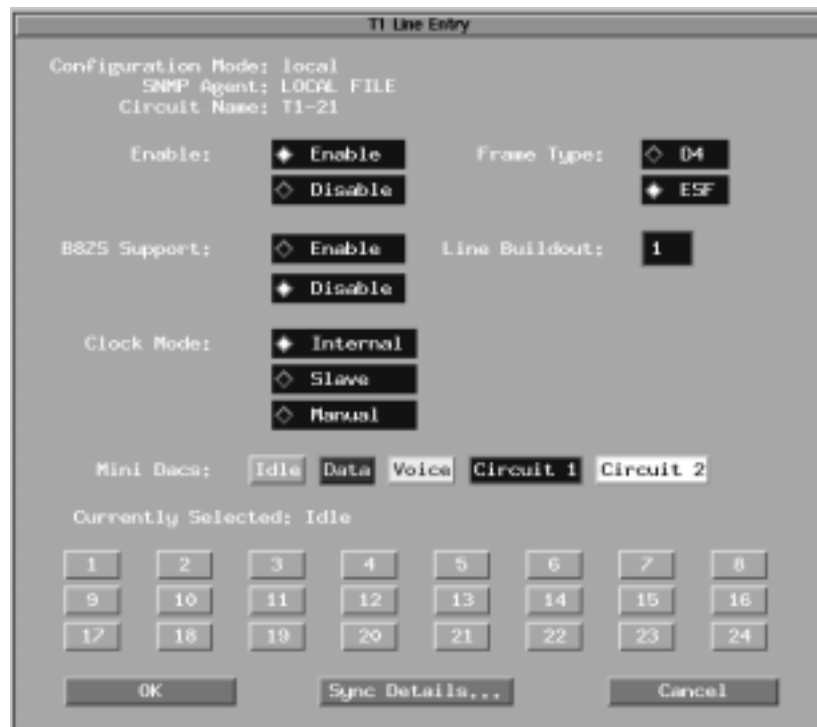 T1 Line Entry
Configuration Mode: local
SNMP Agent: LOCAL FILE
Circuit Name: T1-21
Enable: Enable Frame Type: D4
Disable ESF
B8ZS Support: Enable Line Buildout: 1
Disable
Clock Mode: Internal
Slave
Manual
Mini Dacs: Idle Data Voice Circuit 1 Circuit 2
Currently Selected: Idle
1 2 3 4 5 6 7 8
9 10 11 12 13 14 15 16
17 18 19 20 21 22 23 24
OK Sync Details... Cancel